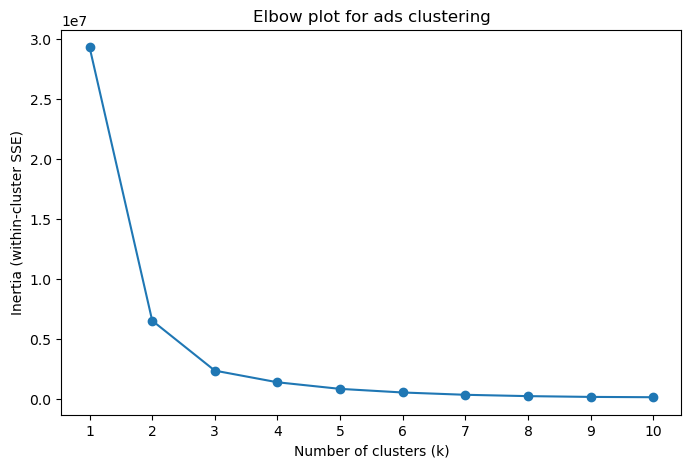 Elbow plot for ads clustering
1e7
3.0
2.5
2.0
1.5
1.0
0.5
0.0
Inertia (within-cluster SSE)
1 2 3 4 5 6 7 8 9 10
Number of clusters (k)